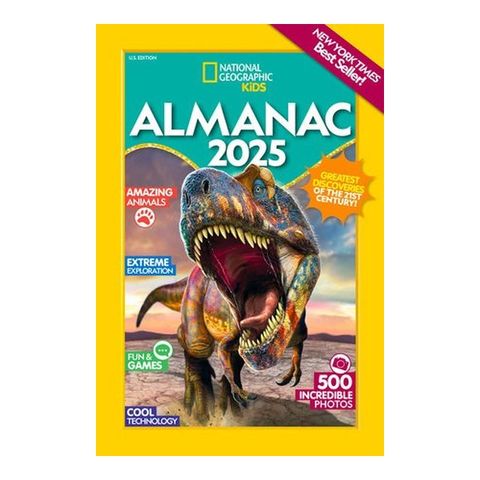 NEW YORK TIMES
Best Seller!
U.S. EDITION
NATIONAL
GEOGRAPHIC
KiDS
ALMANAC
2025
GREATEST
DISCOVERIES
OF THE 21ST
CENTURY!
AMAZING
ANIMALS
EXTREME
EXPLORATION
FUN &
GAMES
500
INCREDIBLE
PHOTOS
COOL
TECHNOLOGY